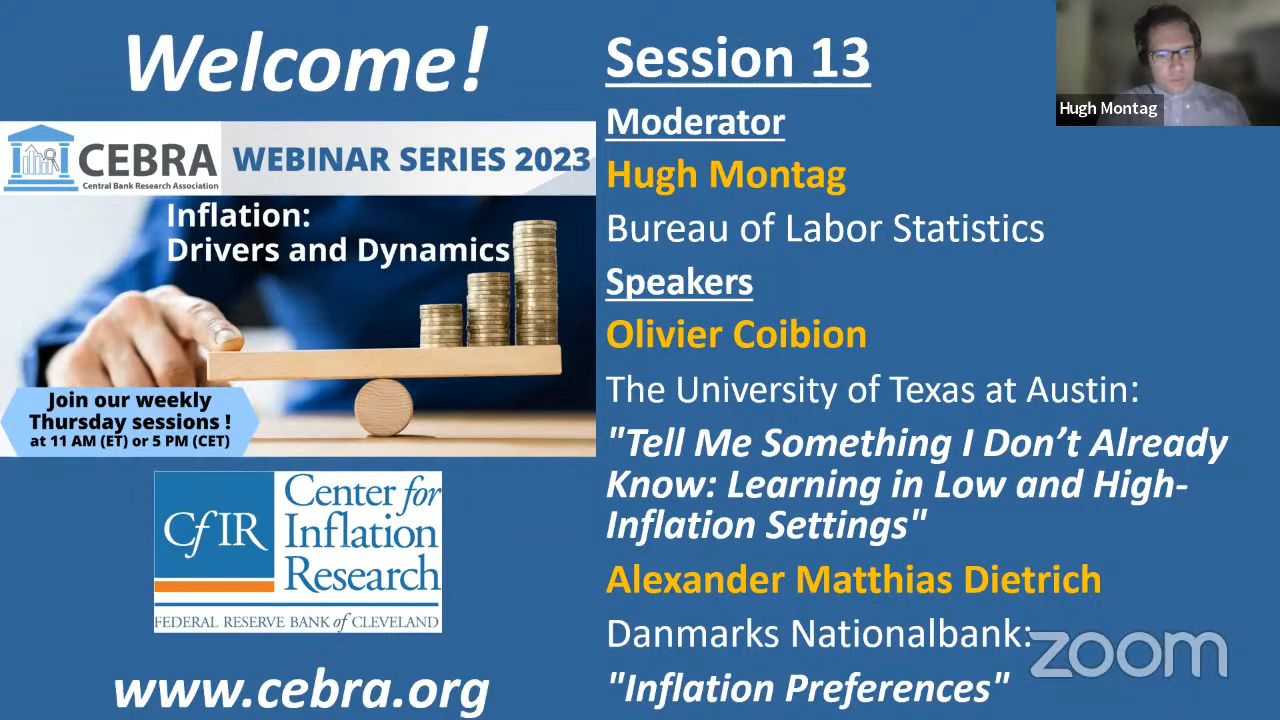 Welcome!
CEBRA
Central Bank Research Association
WEBINAR SERIES 2023
Inflation:
Drivers and Dynamics
Join our weekly
Thursday sessions !
at 11 AM (ET) or 5 PM (CET)
CfIR
Center for
Inflation
Research
FEDERAL RESERVE BANK of CLEVELAND
www.cebra.org
Session 13
Moderator
Hugh Montag
Bureau of Labor Statistics
Speakers
Olivier Coibion
The University of Texas at Austin:
"Tell Me Something I Don’t Already
Know: Learning in Low and High-
Inflation Settings"
Alexander Matthias Dietrich
Danmarks Nationalbank:
"Inflation Preferences"
Hugh Montag
zoom